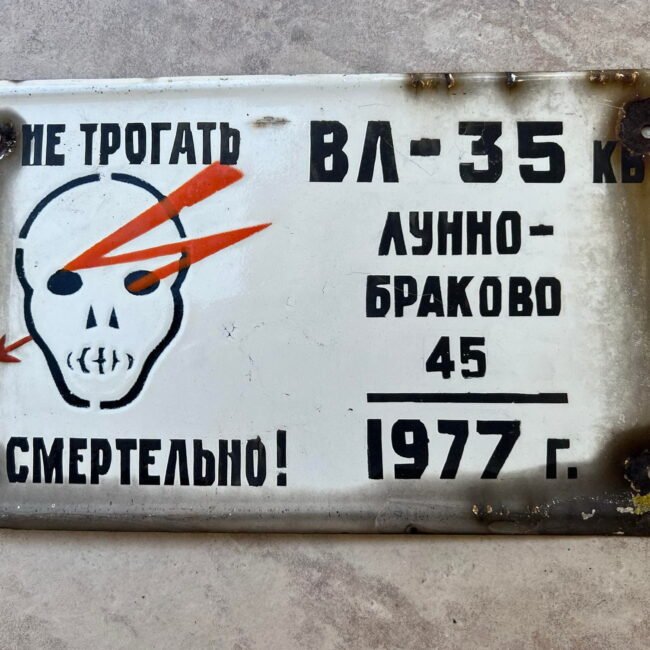 НЕ ТРОГАТЬ
СМЕРТЕЛЬНО!
ВЛ-35 кВ
ЛУННО-
БРАКОВО
45
1977 г.